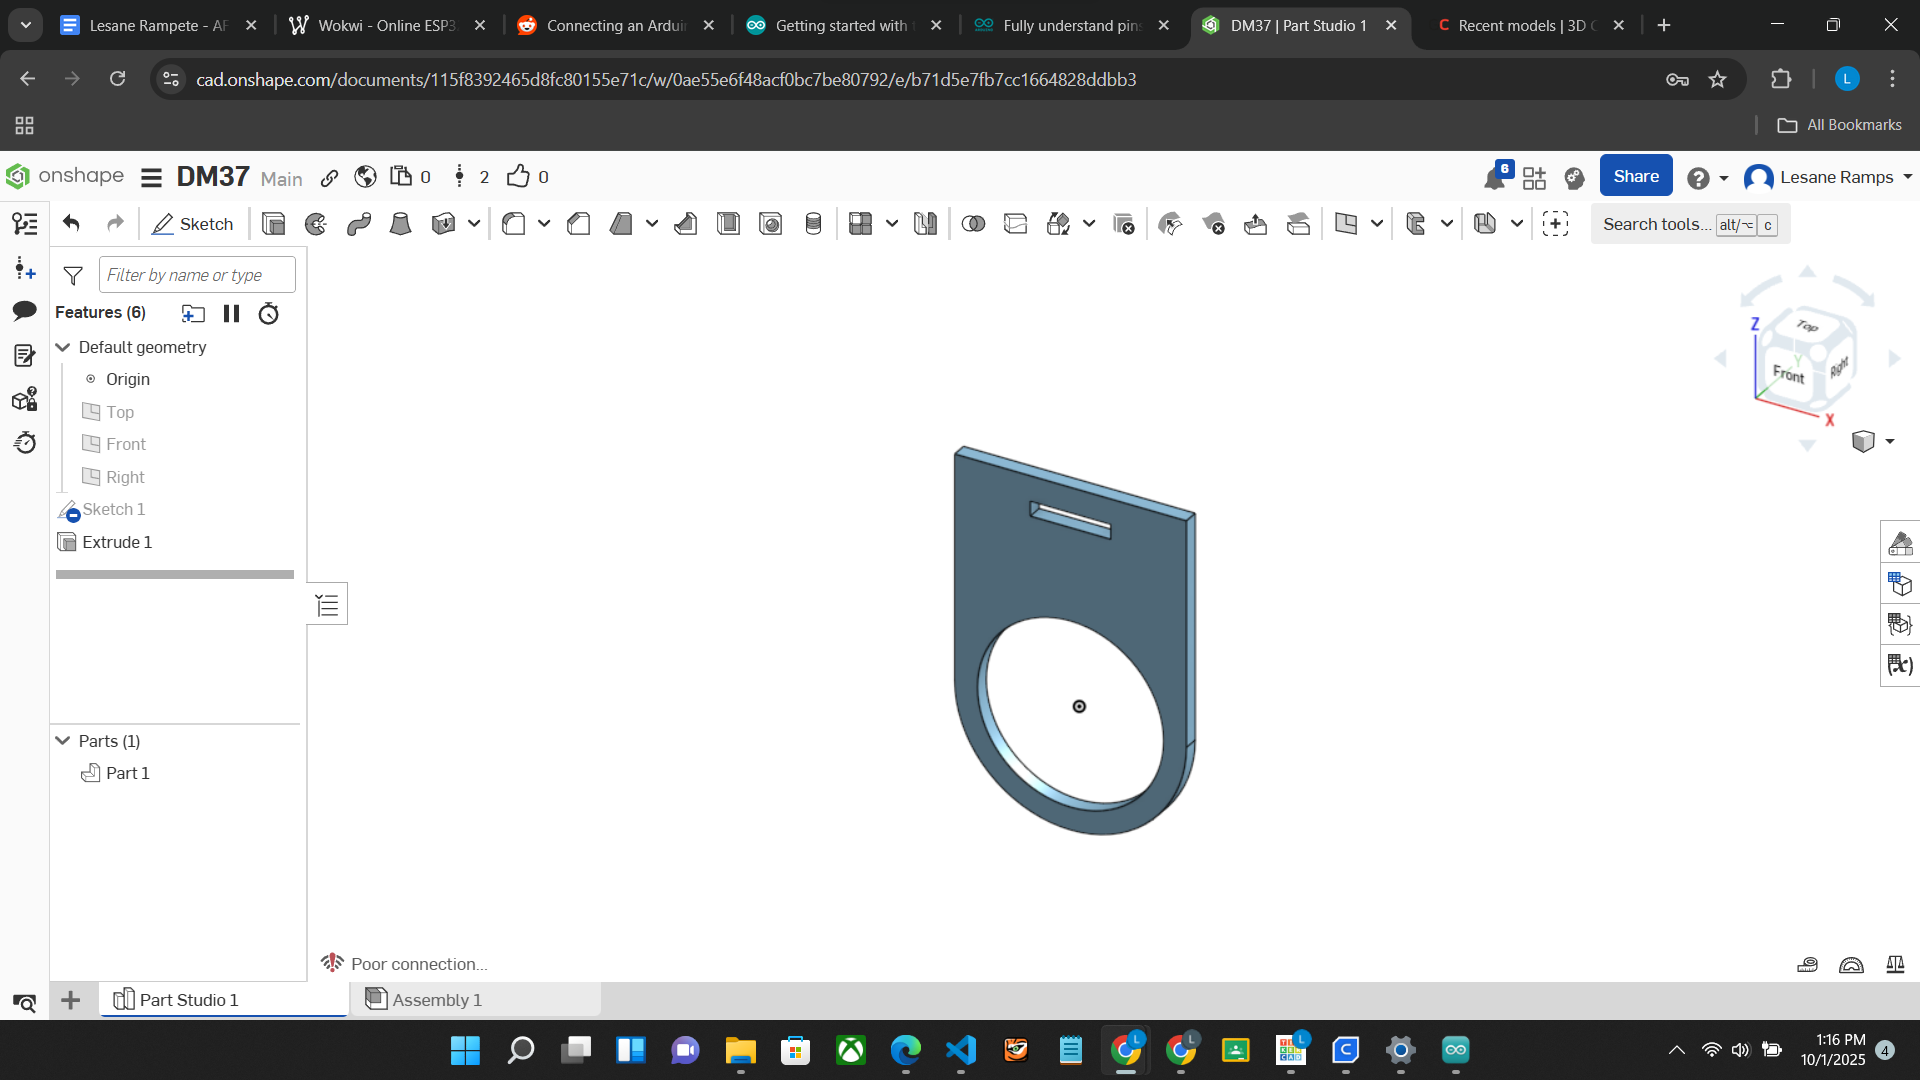 Lesane Rampete - AF
Wokwi - Online ESP3
Connecting an Ardui
Getting started with
Fully understand pins
DM37 | Part Studio 1
Recent models | 3D C
cad.onshape.com/documents/115f8392465d8fc80155e71c/w/0ae55e6f48acf0bc7be80792/e/b71d5e7fb7cc1664828ddbb3
L
All Bookmarks
onshape
DM37 Main
0
2
0
6
Share
Lesane Ramps
Sketch
Search tools... alt/⌥ c
Filter by name or type
Features (6)
Default geometry
Origin
Top
Front
Right
Sketch 1
Extrude 1
Parts (1)
Part 1
Z
Top
Y
Front
Right
X
Poor connection...
Part Studio 1
Assembly 1
1:16 PM
10/1/2025
4